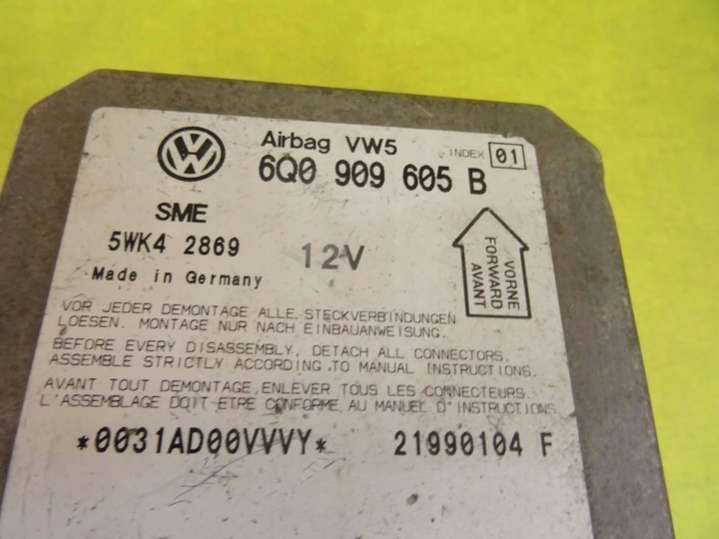 VW
Airbag VW5
INDEX 01
6Q0 909 605 B
SME
5WK4 2869
12V
Made in Germany
VORNE
FORWARD
AVANT
VOR JEDER DEMONTAGE ALLE STECKVERBINDUNGEN
LOESEN. MONTAGE NUR NACH EINBAUANWEISUNG.
BEFORE EVERY DISASSEMBLY, DETACH ALL CONNECTORS.
ASSEMBLE STRICTLY ACCORDING TO MANUAL INSTRUCTIONS.
AVANT TOUT DEMONTAGE ENLEVER TOUS LES CONNECTEURS.
L'ASSEMBLAGE DOIT ETRE CONFORME AU MANUEL D'INSTRUCTIONS
*0031AD00VVVY* 21990104 F